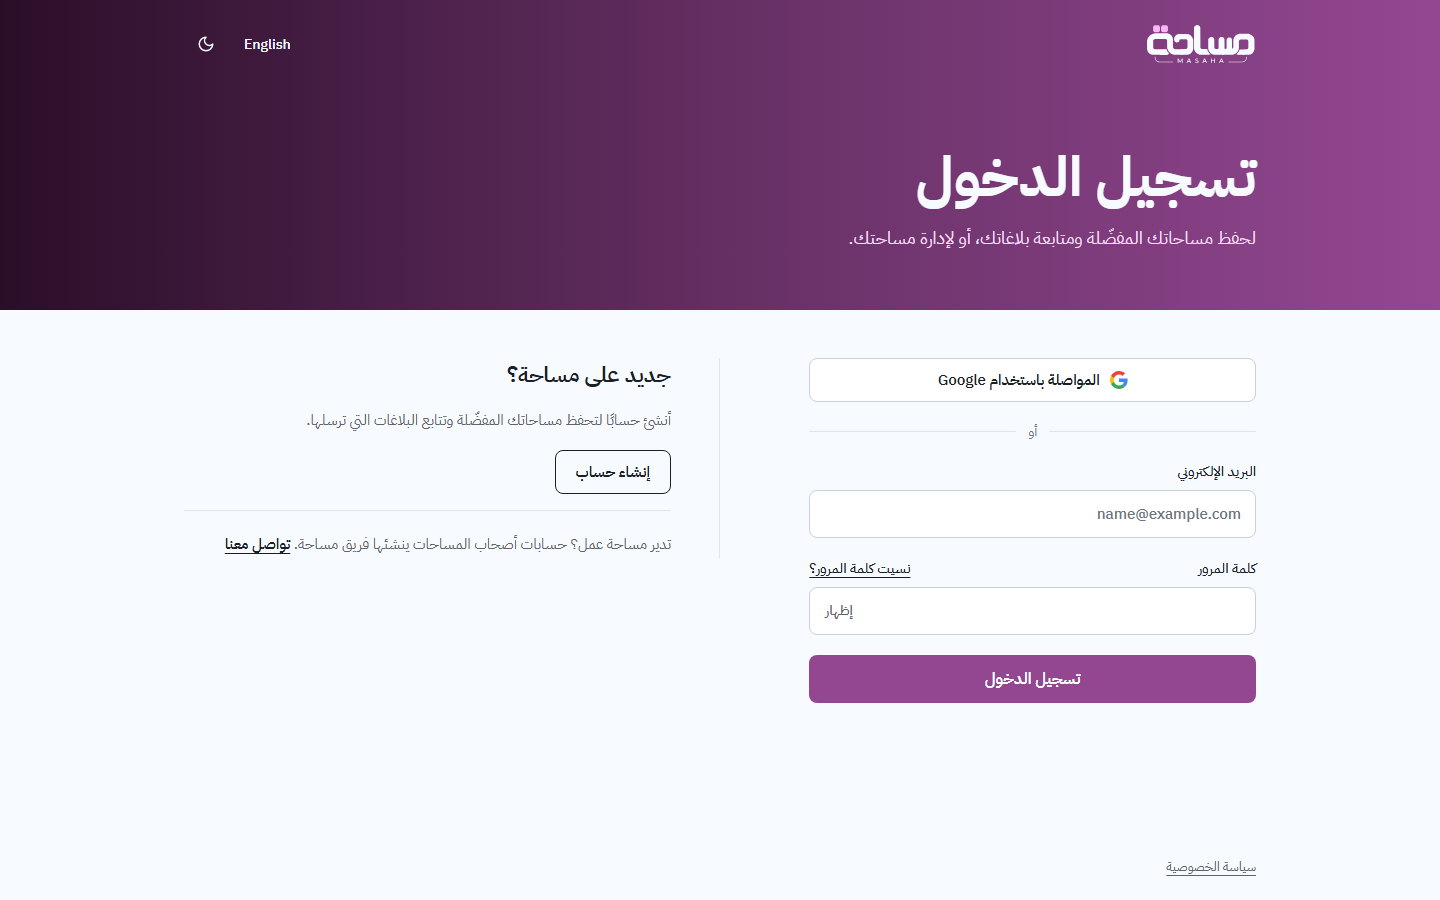 مساحة
MASAHA
English
تسجيل الدخول
لحفظ مساحاتك المفضّلة ومتابعة بلاغاتك، أو لإدارة مساحتك.
المواصلة باستخدام Google
أو
البريد الإلكتروني
name@example.com
كلمة المرور
نسيت كلمة المرور؟
إظهار
تسجيل الدخول
جديد على مساحة؟
أنشئ حسابًا لتحفظ مساحاتك المفضّلة وتتابع البلاغات التي ترسلها.
إنشاء حساب
تدير مساحة عمل؟ حسابات أصحاب المساحات ينشئها فريق مساحة. تواصل معنا
سياسة الخصوصية